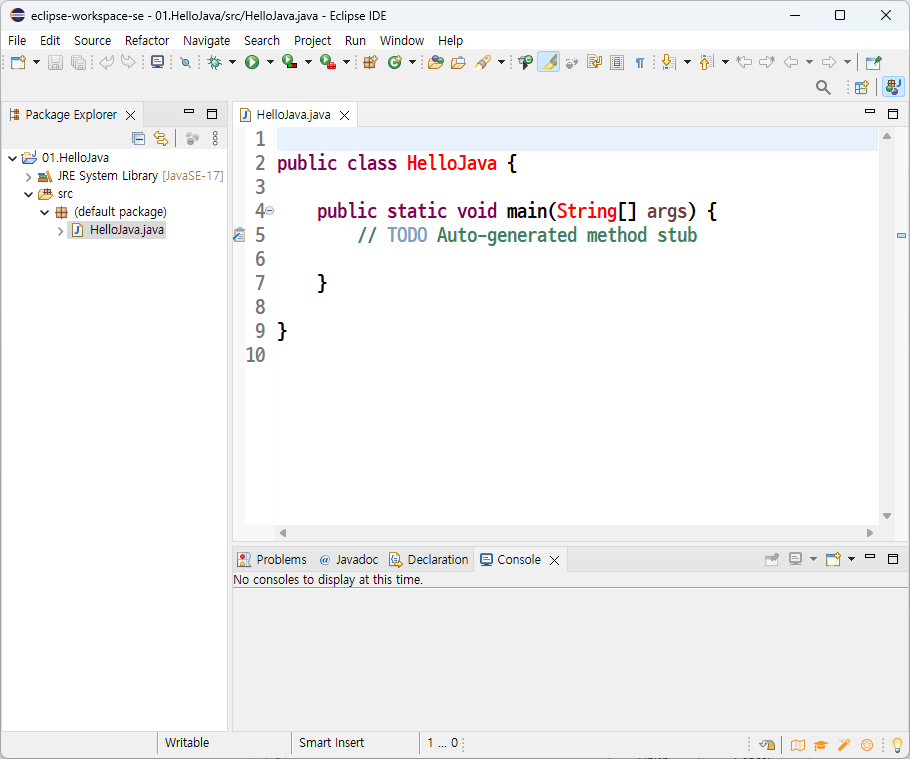 eclipse-workspace-se - 01.HelloJava/src/HelloJava.java - Eclipse IDE
File Edit Source Refactor Navigate Search Project Run Window Help
Package Explorer
01.HelloJava
JRE System Library [JavaSE-17]
src
(default package)
HelloJava.java
HelloJava.java
1
2 public class HelloJava {
3
4     public static void main(String[] args) {
5         // TODO Auto-generated method stub
6
7     }
8
9 }
10
Problems @ Javadoc Declaration Console
No consoles to display at this time.
Writable Smart Insert 1 ... 0